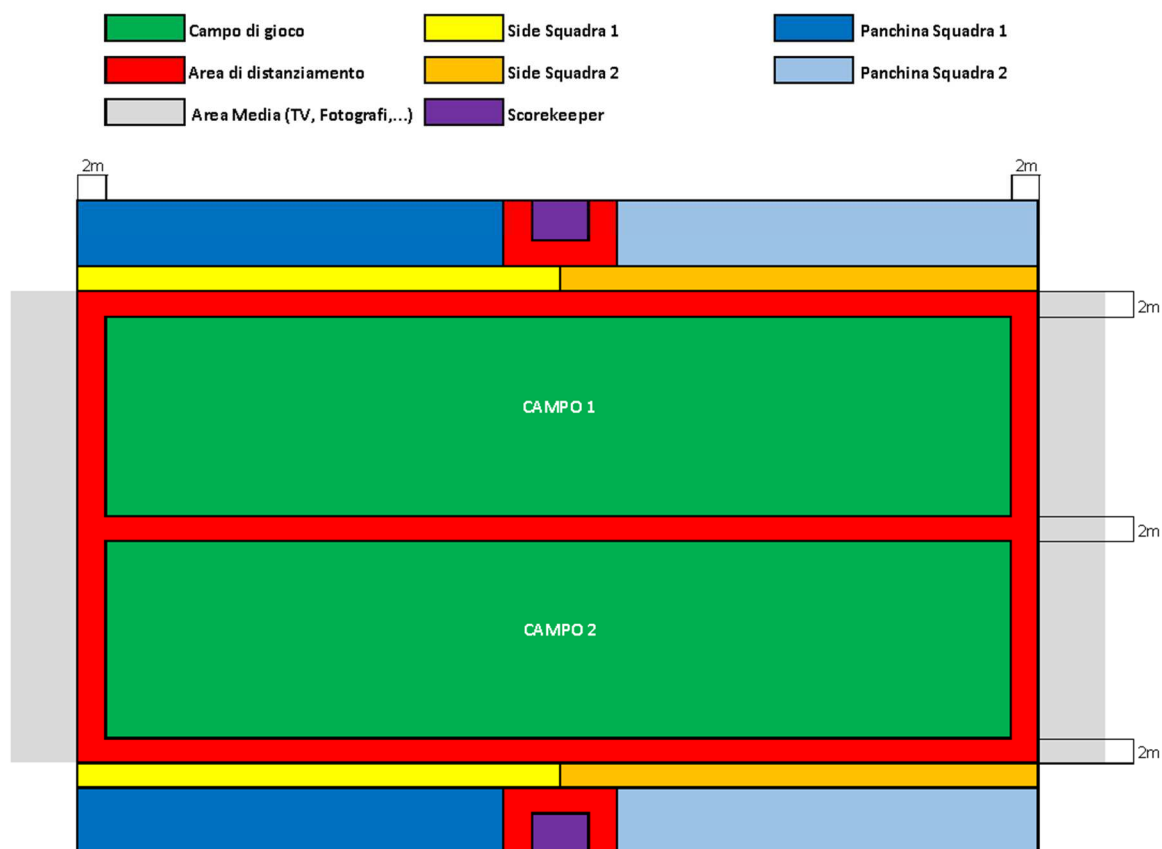 Campo di gioco
Side Squadra 1
Panchina Squadra 1
Area di distanziamento
Side Squadra 2
Panchina Squadra 2
Area Media (TV, Fotografi,...)
Scorekeeper
2m
2m
2m
CAMPO 1
2m
CAMPO 2
2m